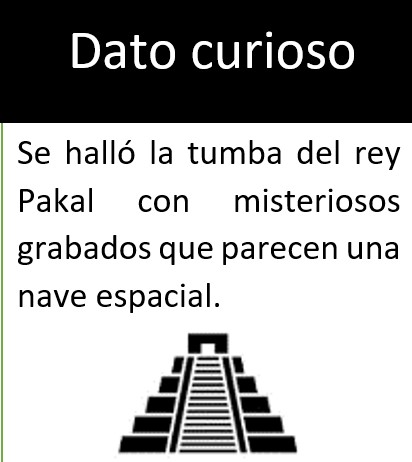 Dato curioso
Se halló la tumba del rey
Pakal con misteriosos
grabados que parecen una
nave espacial.